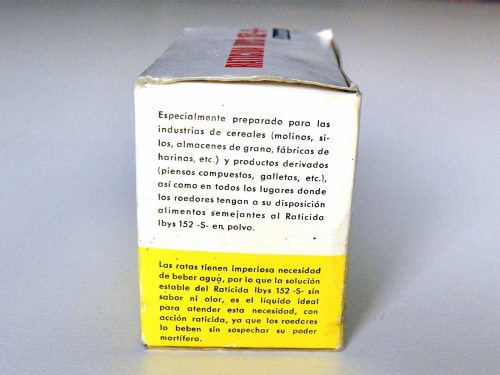 RATICIDA IBYS 152-S-
Especialmente preparado para las
industrias de cereales (molinos, si-
los, almacenes de grano, fábricas de
harinas, etc.) y productos derivados
(piensos compuestos, galletas, etc.),
así como en todos los lugares donde
los roedores tengan a su disposición
alimentos semejantes al Raticida
Ibys 152 -S- en, polvo.
Las ratas tienen imperiosa necesidad
de beber agua, por lo que la solución
estable del Raticida Ibys 152 -S- sin
sabor ni olor, es el líquido ideal
para atender esta necesidad, con
acción raticida, ya que los roedores
lo beben sin sospechar su poder
mortífero.